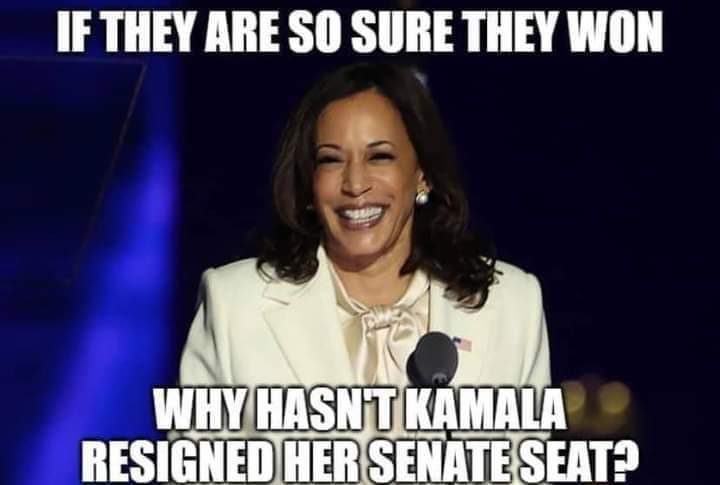 IF THEY ARE SO SURE THEY WON
WHY HASN'T KAMALA
RESIGNED HER SENATE SEAT?